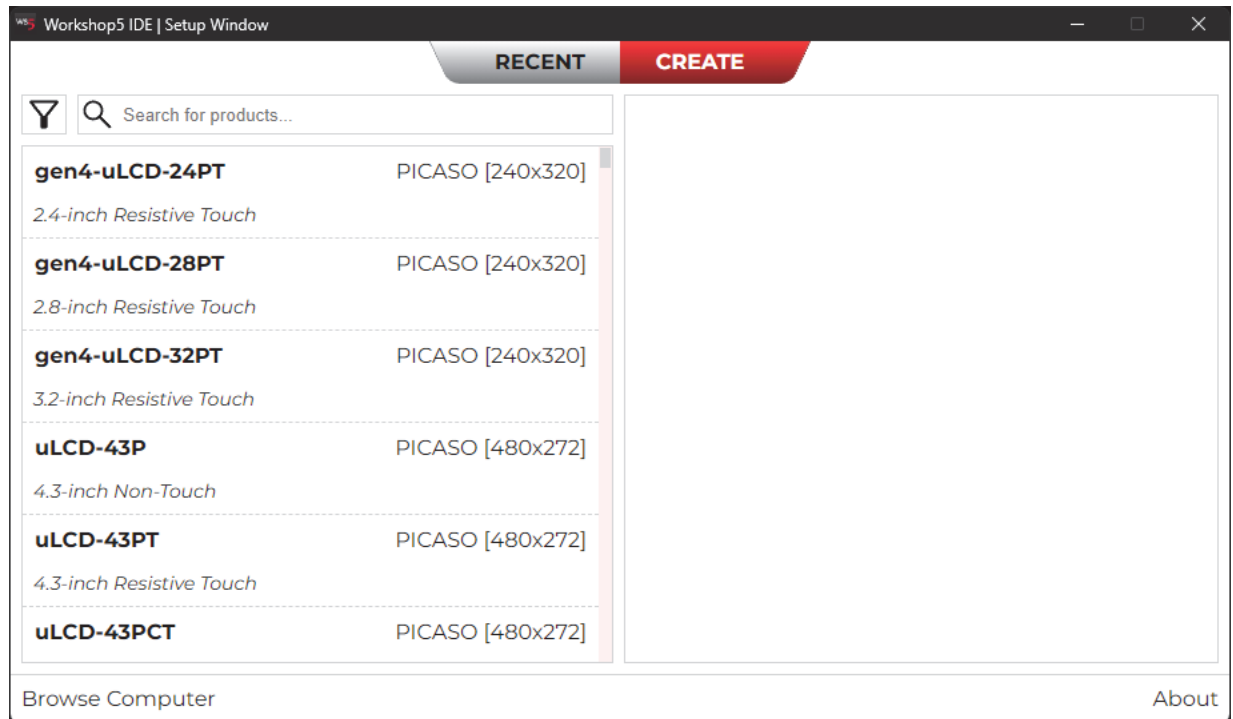 WB5 Workshop5 IDE | Setup Window
RECENT CREATE
Search for products...
gen4-uLCD-24PT PICASO [240x320]
2.4-inch Resistive Touch
gen4-uLCD-28PT PICASO [240x320]
2.8-inch Resistive Touch
gen4-uLCD-32PT PICASO [240x320]
3.2-inch Resistive Touch
uLCD-43P PICASO [480x272]
4.3-inch Non-Touch
uLCD-43PT PICASO [480x272]
4.3-inch Resistive Touch
uLCD-43PCT PICASO [480x272]
Browse Computer About